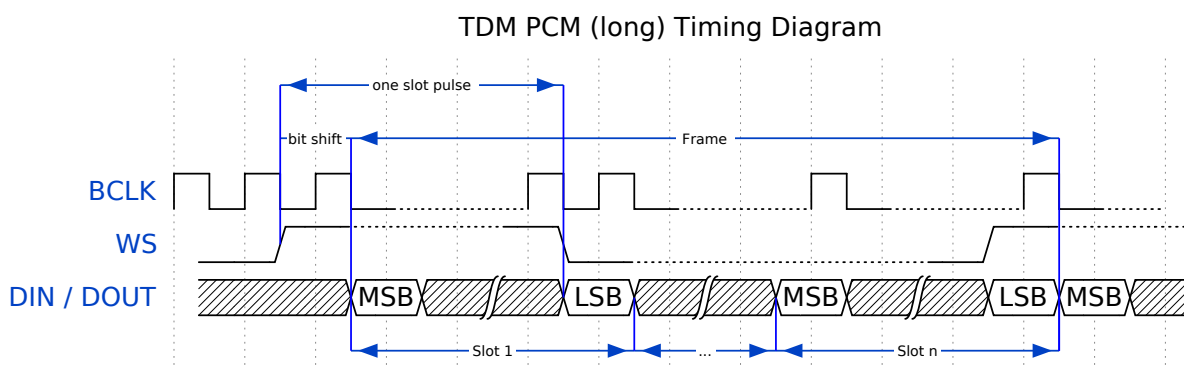 TDM PCM (long) Timing Diagram
one slot pulse
bit shift
Frame
BCLK
WS
DIN / DOUT
MSB
LSB
MSB
LSB
MSB
Slot 1
...
Slot n